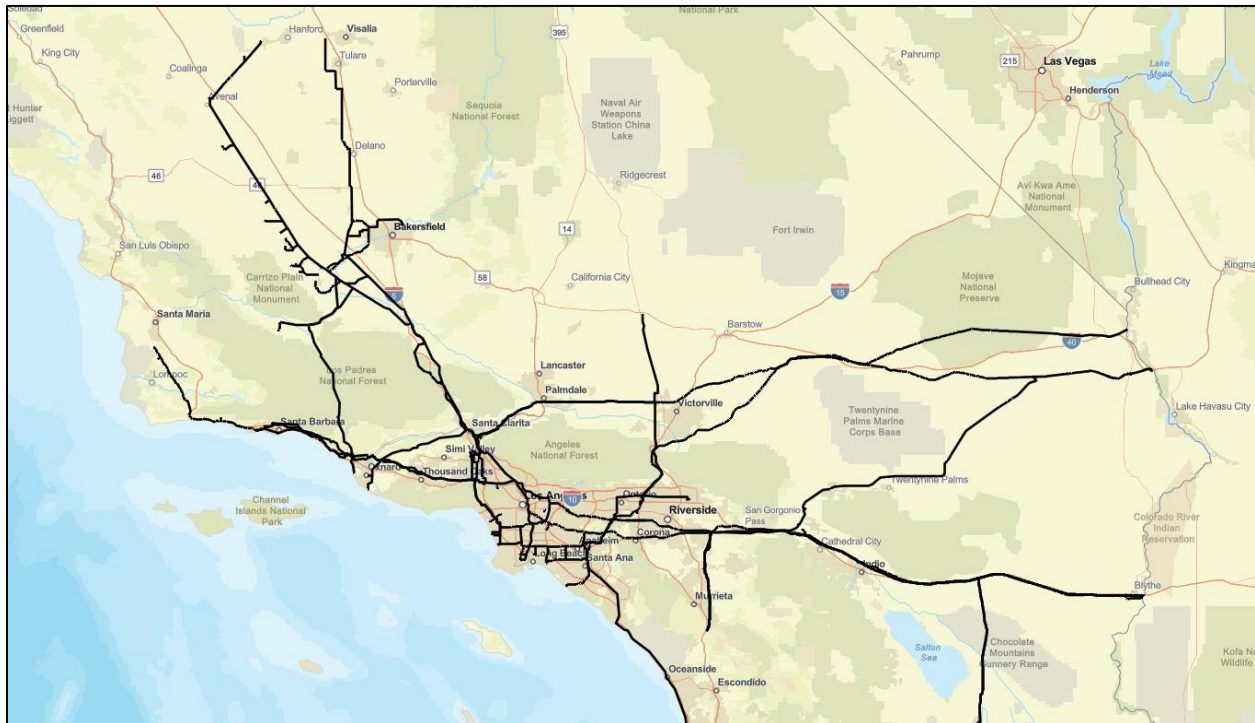 Soledad
Greenfield
King City
Coalinga
Hanford
Visalia
Tulare
Avenal
Porterville
Sequoia
National Forest
395
Naval Air
Weapons
Station China
Lake
National Park
Pahrump
215
Las Vegas
Lake
Mead
Henderson
t Hunter
iggett
46
46
Delano
Ridgecrest
Avi Kwa Ame
National
Monument
San Luis Obispo
Bakersfield
14
Fort Irwin
58
California City
Carrizo Plain
National
Monument
5
15
Mojave
National
Preserve
Kingma
Bullhead City
Santa Maria
Barstow
40
Lompoc
Los Padres
National Forest
Lancaster
Palmdale
Victorville
Twentynine
Palms Marine
Corps Base
Lake Havasu City
Santa Barbara
Santa Clarita
Simi Valley
Angeles
National Forest
Oxnard
Thousand Oaks
Twentynine Palms
Channel
Islands National
Park
Los Angeles
10
Ontario
Riverside
San Gorgonio
Pass
Colorado River
Indian
Reservation
Corona
Anaheim
Cathedral City
Long Beach
Santa Ana
Indio
Blythe
Murrieta
Salton
Sea
Chocolate
Mountains
Gunnery Range
Kofa Na
Wildlife
Oceanside
Escondido